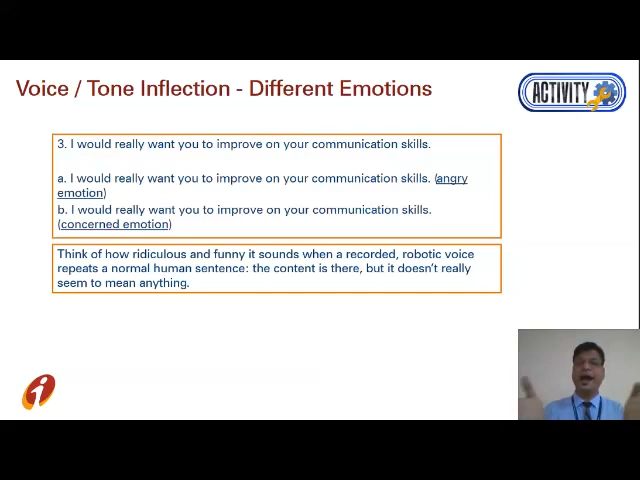 Voice / Tone Inflection - Different Emotions
ACTIVITY
3. I would really want you to improve on your communication skills.
a. I would really want you to improve on your communication skills. (angry
emotion)
b. I would really want you to improve on your communication skills.
(concerned emotion)
Think of how ridiculous and funny it sounds when a recorded, robotic voice
repeats a normal human sentence: the content is there, but it doesn't really
seem to mean anything.